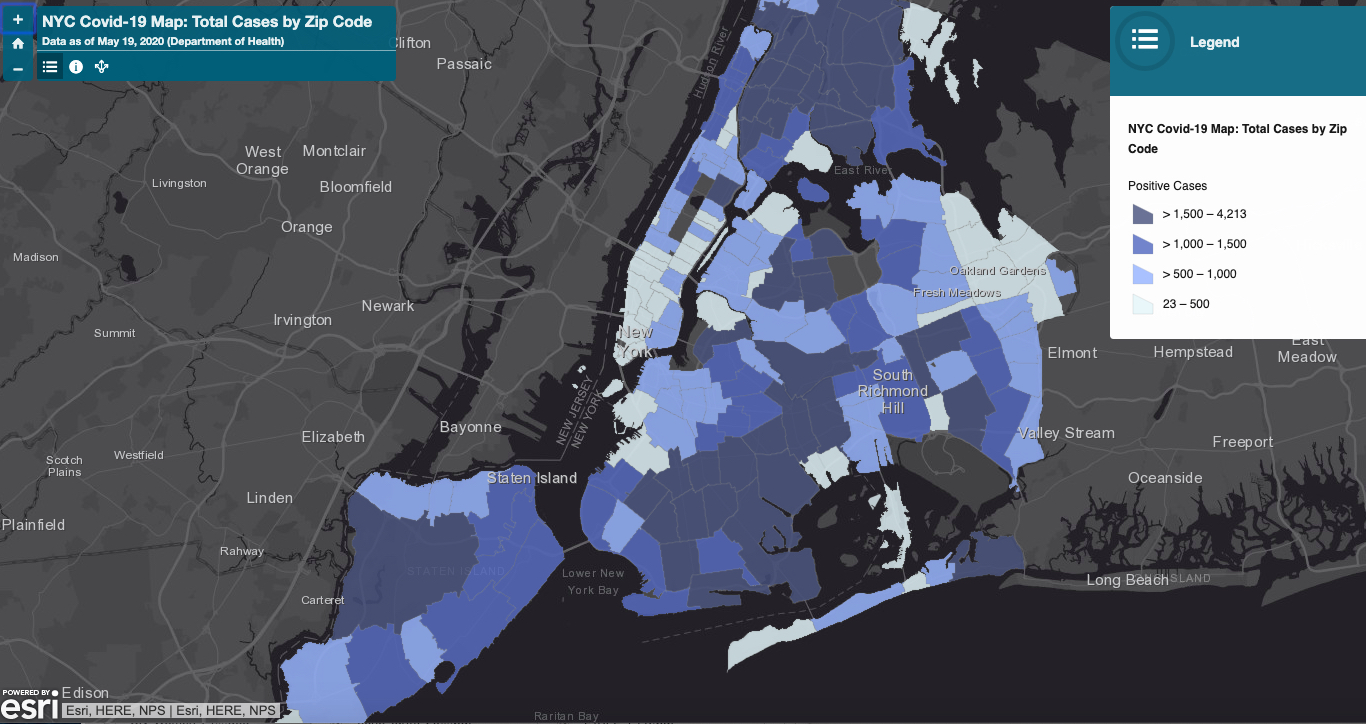 NYC Covid-19 Map: Total Cases by Zip Code
Data as of May 19, 2020 (Department of Health)
Legend
NYC Covid-19 Map: Total Cases by Zip
Code
Positive Cases
> 1,500 – 4,213
> 1,000 – 1,500
> 500 – 1,000
23 – 500
Clifton
Passaic
Hudson River
West
Orange
Montclair
Livingston
Bloomfield
East River
Orange
Madison
Oakland Gardens
Fresh Meadows
Newark
Irvington
Summit
New
York
Elmont
Hempstead
East
Meadow
South
Richmond
Hill
NEW JERSEY
NEW YORK
Bayonne
Elizabeth
Valley Stream
Freeport
Scotch
Plains
Westfield
Staten Island
Oceanside
Linden
Plainfield
Rahway
STATEN ISLAND
Lower New
York Bay
Long Beach
ISLAND
Carteret
POWERED BY
esri
Edison
Esri, HERE, NPS | Esri, HERE, NPS
Raritan Bay